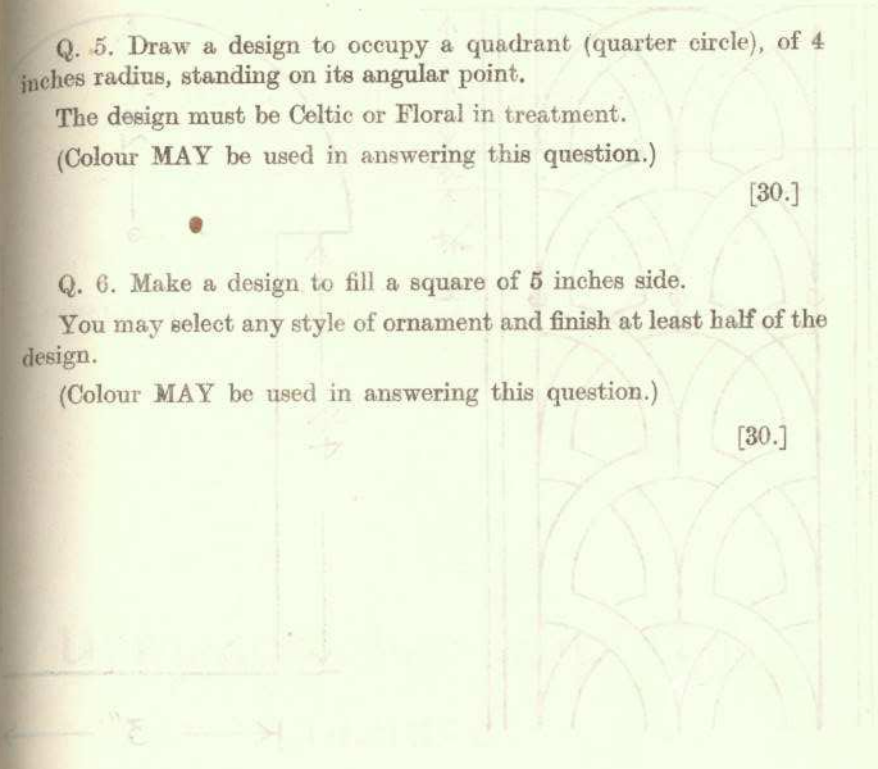 Q. 5. Draw a design to occupy a quadrant (quarter circle), of 4
inches radius, standing on its angular point.
The design must be Celtic or Floral in treatment.
(Colour MAY be used in answering this question.)
[30.]
Q. 6. Make a design to fill a square of 5 inches side.
You may select any style of ornament and finish at least half of the
design.
(Colour MAY be used in answering this question.)
[30.]